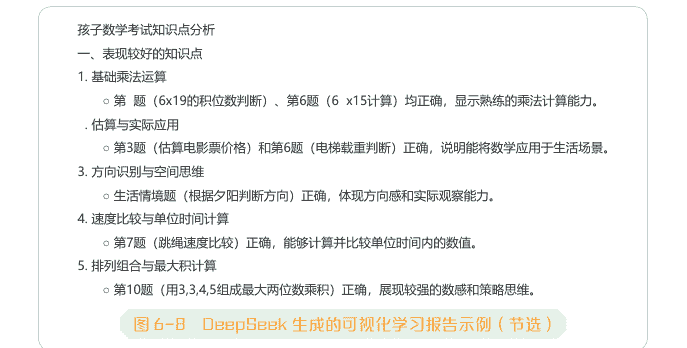 孩子数学考试知识点分析
一、表现较好的知识点
1. 基础乘法运算
○ 第 题（6x19的积位数判断）、第6题（6 x15计算）均正确，显示熟练的乘法计算能力。
. 估算与实际应用
○ 第3题（估算电影票价格）和第6题（电梯载重判断）正确，说明能将数学应用于生活场景。
3. 方向识别与空间思维
○ 生活情境题（根据夕阳判断方向）正确，体现方向感和实际观察能力。
4. 速度比较与单位时间计算
○ 第7题（跳绳速度比较）正确，能够计算并比较单位时间内的数值。
5. 排列组合与最大积计算
○ 第10题（用3,3,4,5组成最大两位数乘积）正确，展现较强的数感和策略思维。
图 6-8 DeepSeek 生成的可视化学习报告示例（节选）